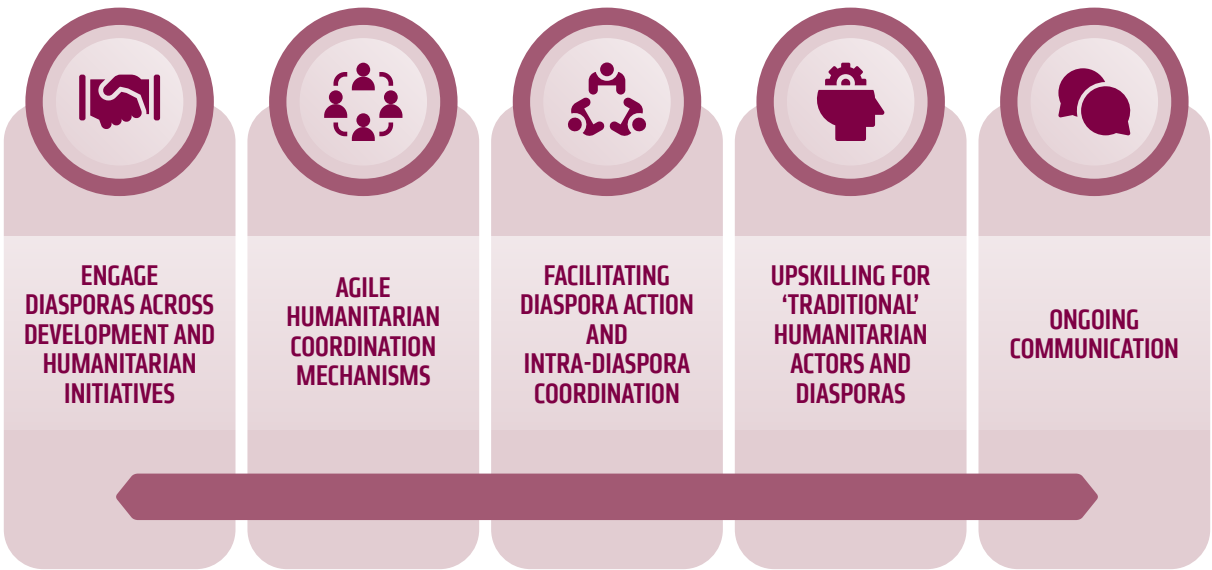 ENGAGE
DIASPORAS ACROSS
DEVELOPMENT AND
HUMANITARIAN
INITIATIVES
AGILE
HUMANITARIAN
COORDINATION
MECHANISMS
FACILITATING
DIASPORA ACTION
AND
INTRA-DIASPORA
COORDINATION
UPSKILLING FOR
‘TRADITIONAL’
HUMANITARIAN
ACTORS AND
DIASPORAS
ONGOING
COMMUNICATION